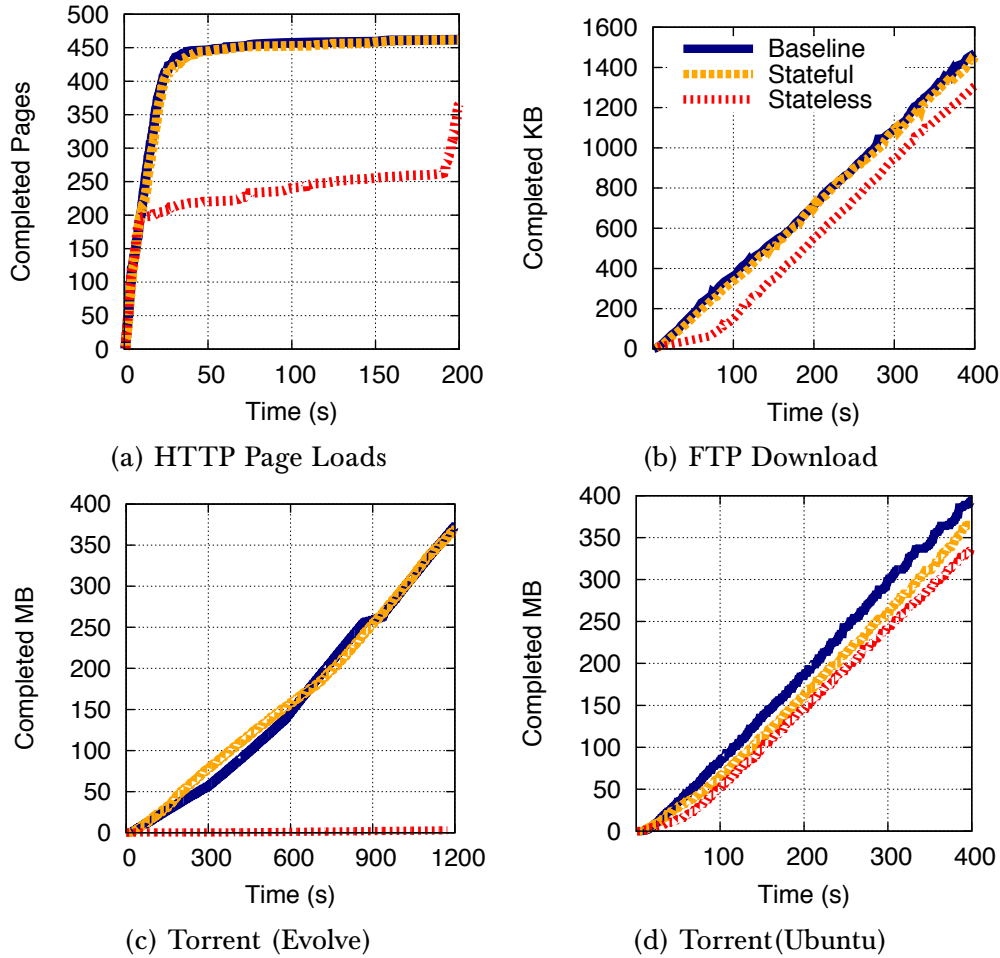 500
450
400
350
300
250
200
150
100
50
0
Completed Pages
0 50 100 150 200
Time (s)
(a) HTTP Page Loads
1600
1400
1200
1000
800
600
400
200
0
Completed KB
Baseline
Stateful
Stateless
100 200 300 400
Time (s)
(b) FTP Download
400
350
300
250
200
150
100
50
0
Completed MB
0 300 600 900 1200
Time (s)
(c) Torrent (Evolve)
400
350
300
250
200
150
100
50
0
Completed MB
100 200 300 400
Time (s)
(d) Torrent(Ubuntu)